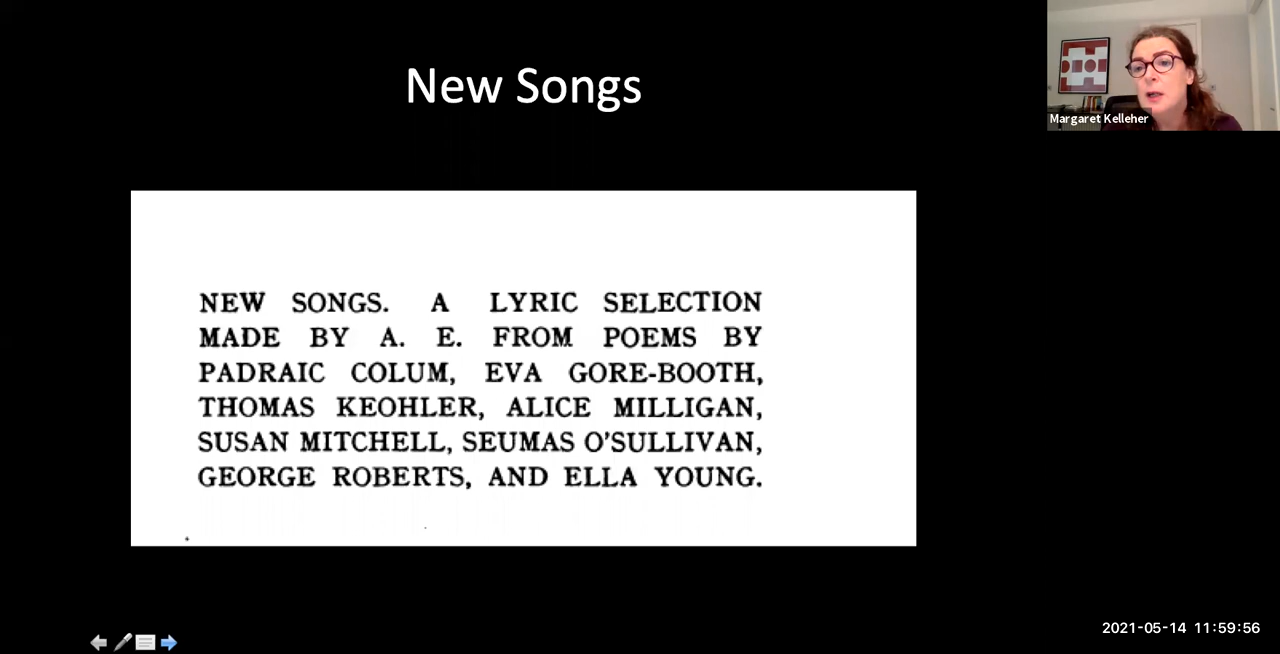 New Songs
Margaret Kelleher
NEW SONGS. A LYRIC SELECTION
MADE BY A. E. FROM POEMS BY
PADRAIC COLUM, EVA GORE-BOOTH,
THOMAS KEOHLER, ALICE MILLIGAN,
SUSAN MITCHELL, SEUMAS O'SULLIVAN,
GEORGE ROBERTS, AND ELLA YOUNG.
2021-05-14 11:59:56